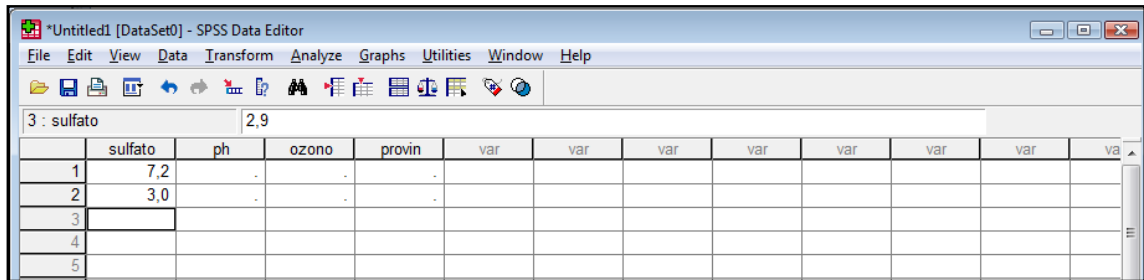 *Untitled1 [DataSet0] - SPSS Data Editor
File Edit View Data Transform Analyze Graphs Utilities Window Help
3 : sulfato 2,9
sulfato ph ozono provin var var var var var var var va
1 7,2 . . .
2 3,0 . . .
3
4
5